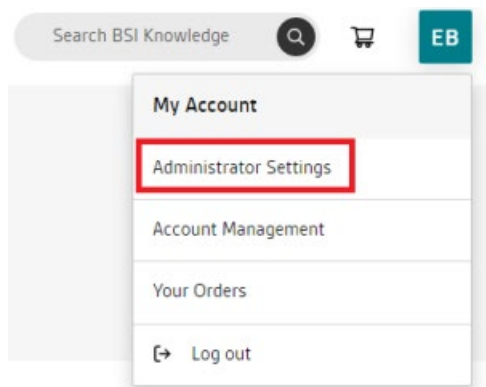 Search BSI Knowledge
EB
My Account
Administrator Settings
Account Management
Your Orders
Log out